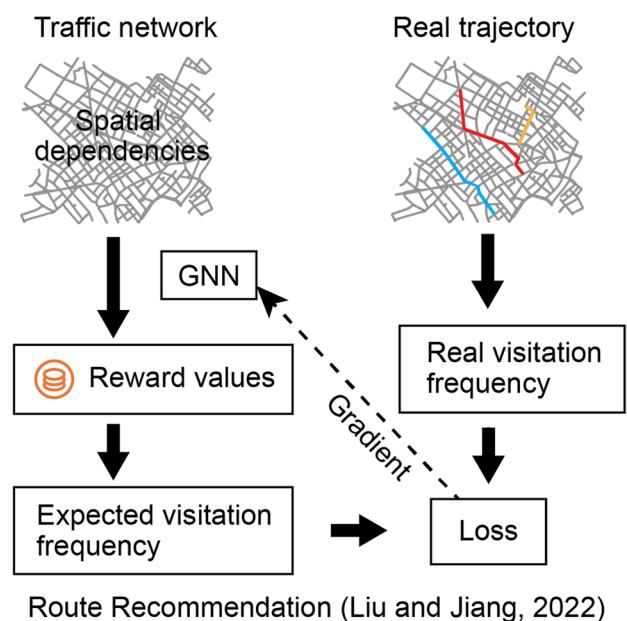 Traffic network
Real trajectory
Spatial
dependencies
GNN
Reward values
Real visitation
frequency
Gradient
Expected visitation
frequency
Loss
Route Recommendation (Liu and Jiang, 2022)